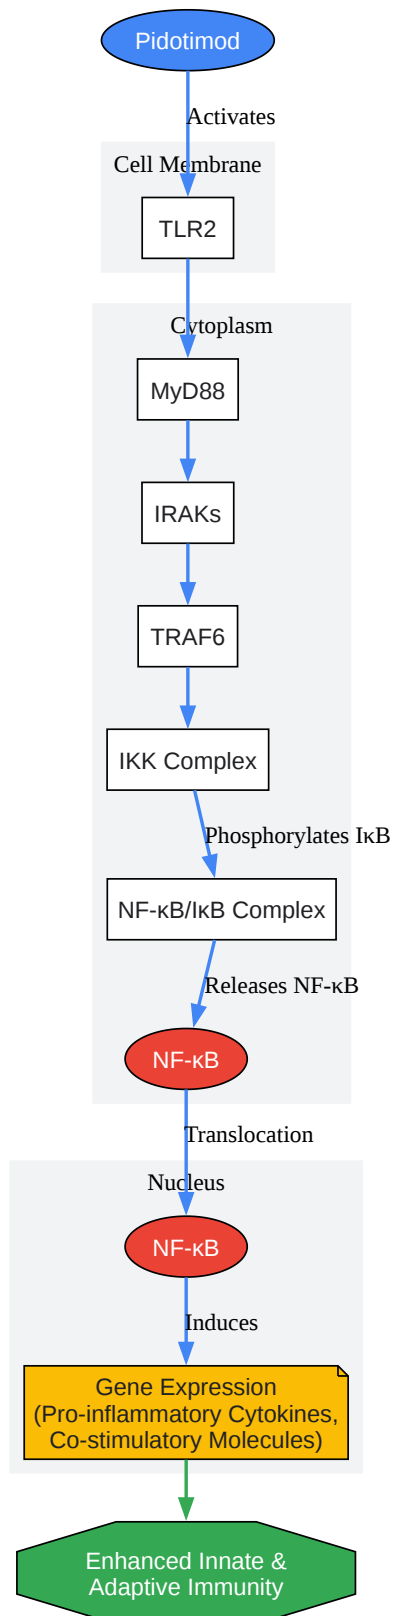 Pidotimod
Activates
Cell Membrane
TLR2
Cytoplasm
MyD88
IRAKs
TRAF6
IKK Complex
Phosphorylates IκB
NF-κB/IκB Complex
Releases NF-κB
NF-κB
Translocation
Nucleus
NF-κB
Induces
Gene Expression
(Pro-inflammatory Cytokines,
Co-stimulatory Molecules)
Enhanced Innate &
Adaptive Immunity